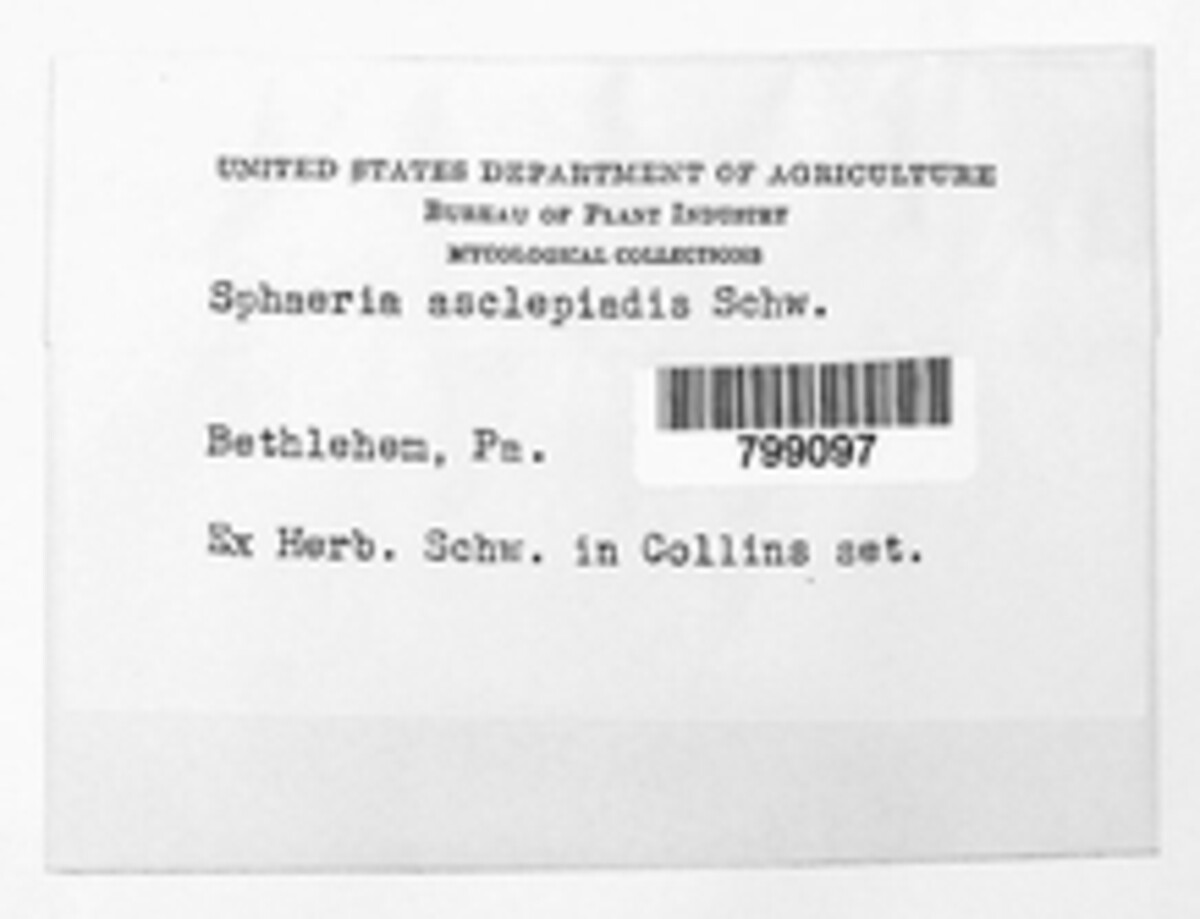 UNITED STATES DEPARTMENT OF AGRICULTURE
BUREAU OF PLANT INDUSTRY
MYCOLOGICAL COLLECTIONS
Sphaeria asclepiadis Schw.
799097
Bethlehem, Pa.
Ex Herb. Schw. in Collins set.